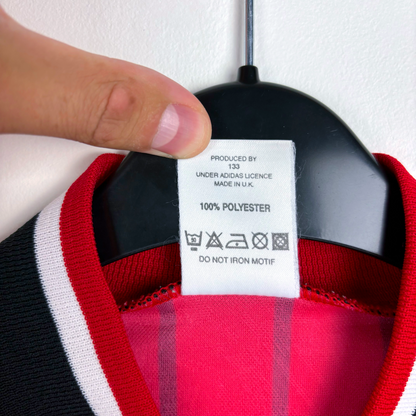 PRODUCED BY
133
UNDER ADIDAS LICENCE
MADE IN U.K.
100% POLYESTER
DO NOT IRON MOTIF